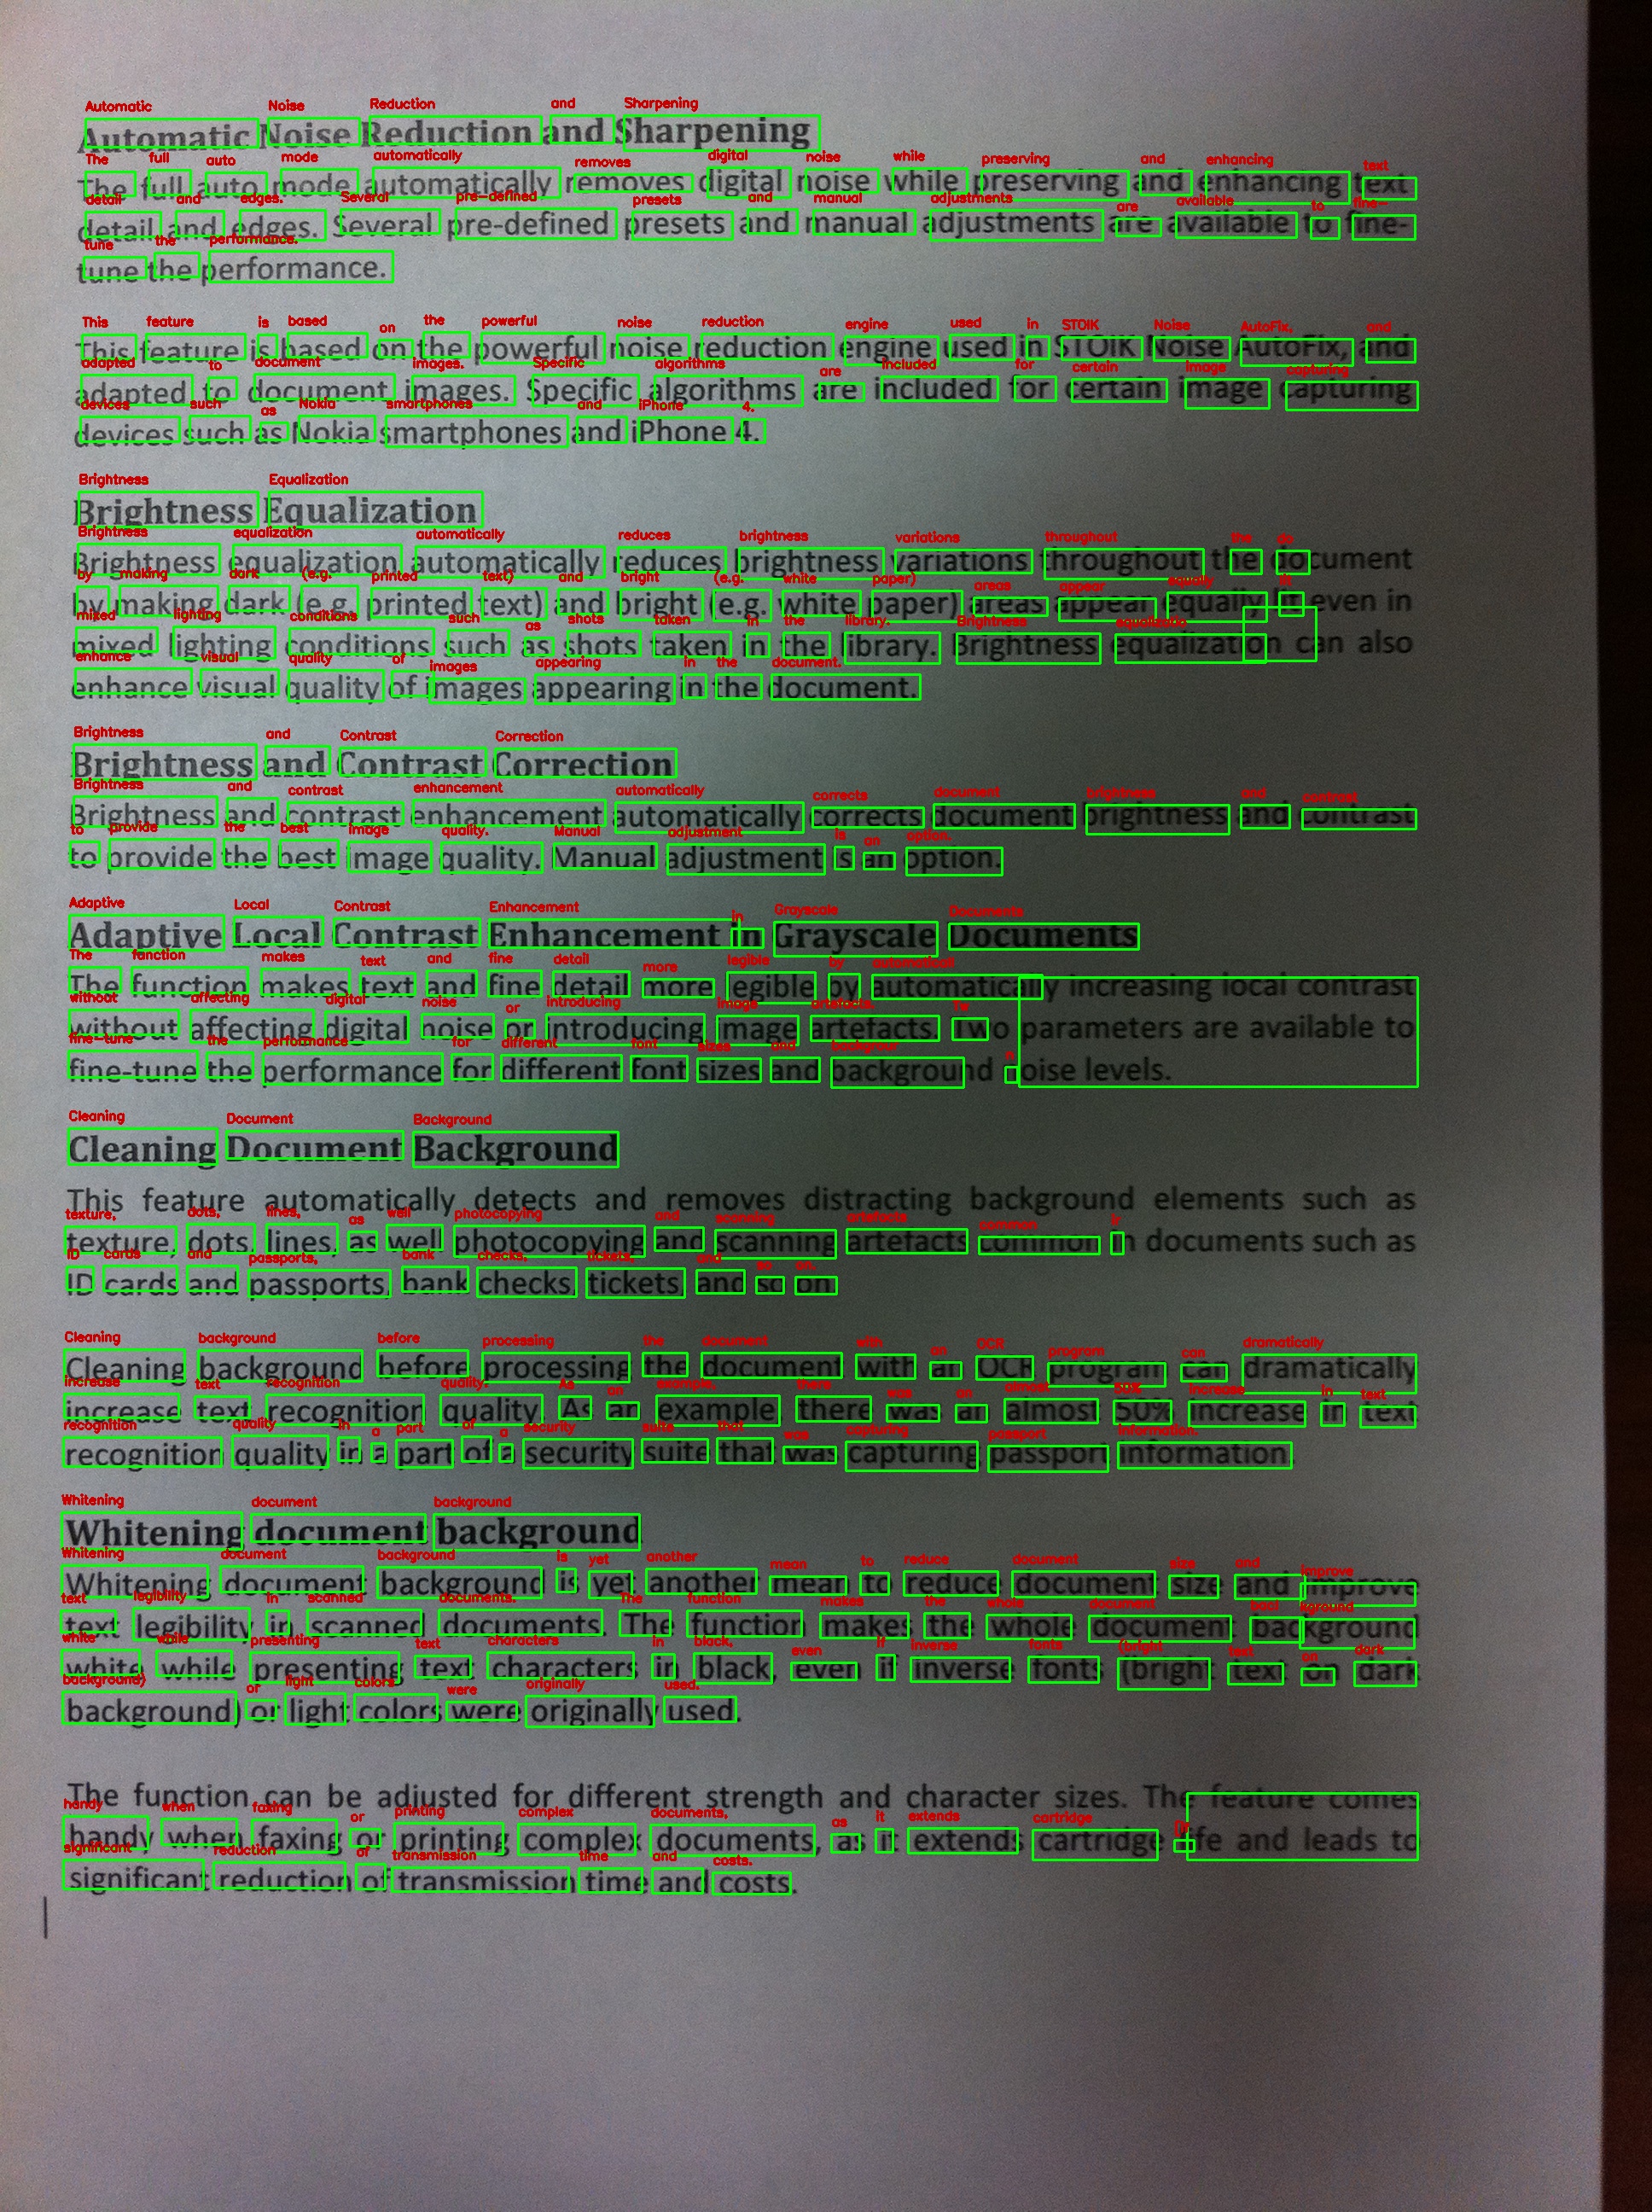 Automatic Noise Reduction and Sharpening
The full auto mode automatically removes digital noise while preserving and enhancing text
detail and edges. Several pre-defined presets and manual adjustments are available to fine-
tune the performance.
This feature is based on the powerful noise reduction engine used in STOIK Noise AutoFix, and
adapted to document images. Specific algorithms are included for certain image capturing
devices such as Nokia smartphones and iPhone 4.
Brightness Equalization
Brightness equalization automatically reduces brightness variations throughout the document
by making dark (e.g. printed text) and bright (e.g. white paper) areas appear equally lit even in
mixed lighting conditions such as shots taken in the library. Brightness equalization can also
enhance visual quality of images appearing in the document.
Brightness and Contrast Correction
Brightness and contrast enhancement automatically corrects document brightness and contrast
to provide the best image quality. Manual adjustment is an option.
Adaptive Local Contrast Enhancement in Grayscale Documents
The function makes text and fine detail more legible by automatically increasing local contrast
without affecting digital noise or introducing image artefacts. Two parameters are available to
fine-tune the performance for different font sizes and background noise levels.
Cleaning Document Background
This feature automatically detects and removes distracting background elements such as
texture, dots, lines, as well photocopying and scanning artefacts common in documents such as
ID cards and passports, bank checks, tickets, and so on.
Cleaning background before processing the document with an OCR program can dramatically
increase text recognition quality. As an example, there was an almost 50% increase in text
recognition quality in a part of a security suite that was capturing passport information.
Whitening document background
Whitening document background is yet another mean to reduce document size and improve
text legibility in scanned documents. The function makes the whole document background
white while presenting text characters in black, even if inverse fonts (bright text on dark
background) or light colors were originally used.
The function can be adjusted for different strength and character sizes. The feature comes
handy when faxing or printing complex documents, as it extends cartridge life and leads to
significant reduction of transmission time and costs.